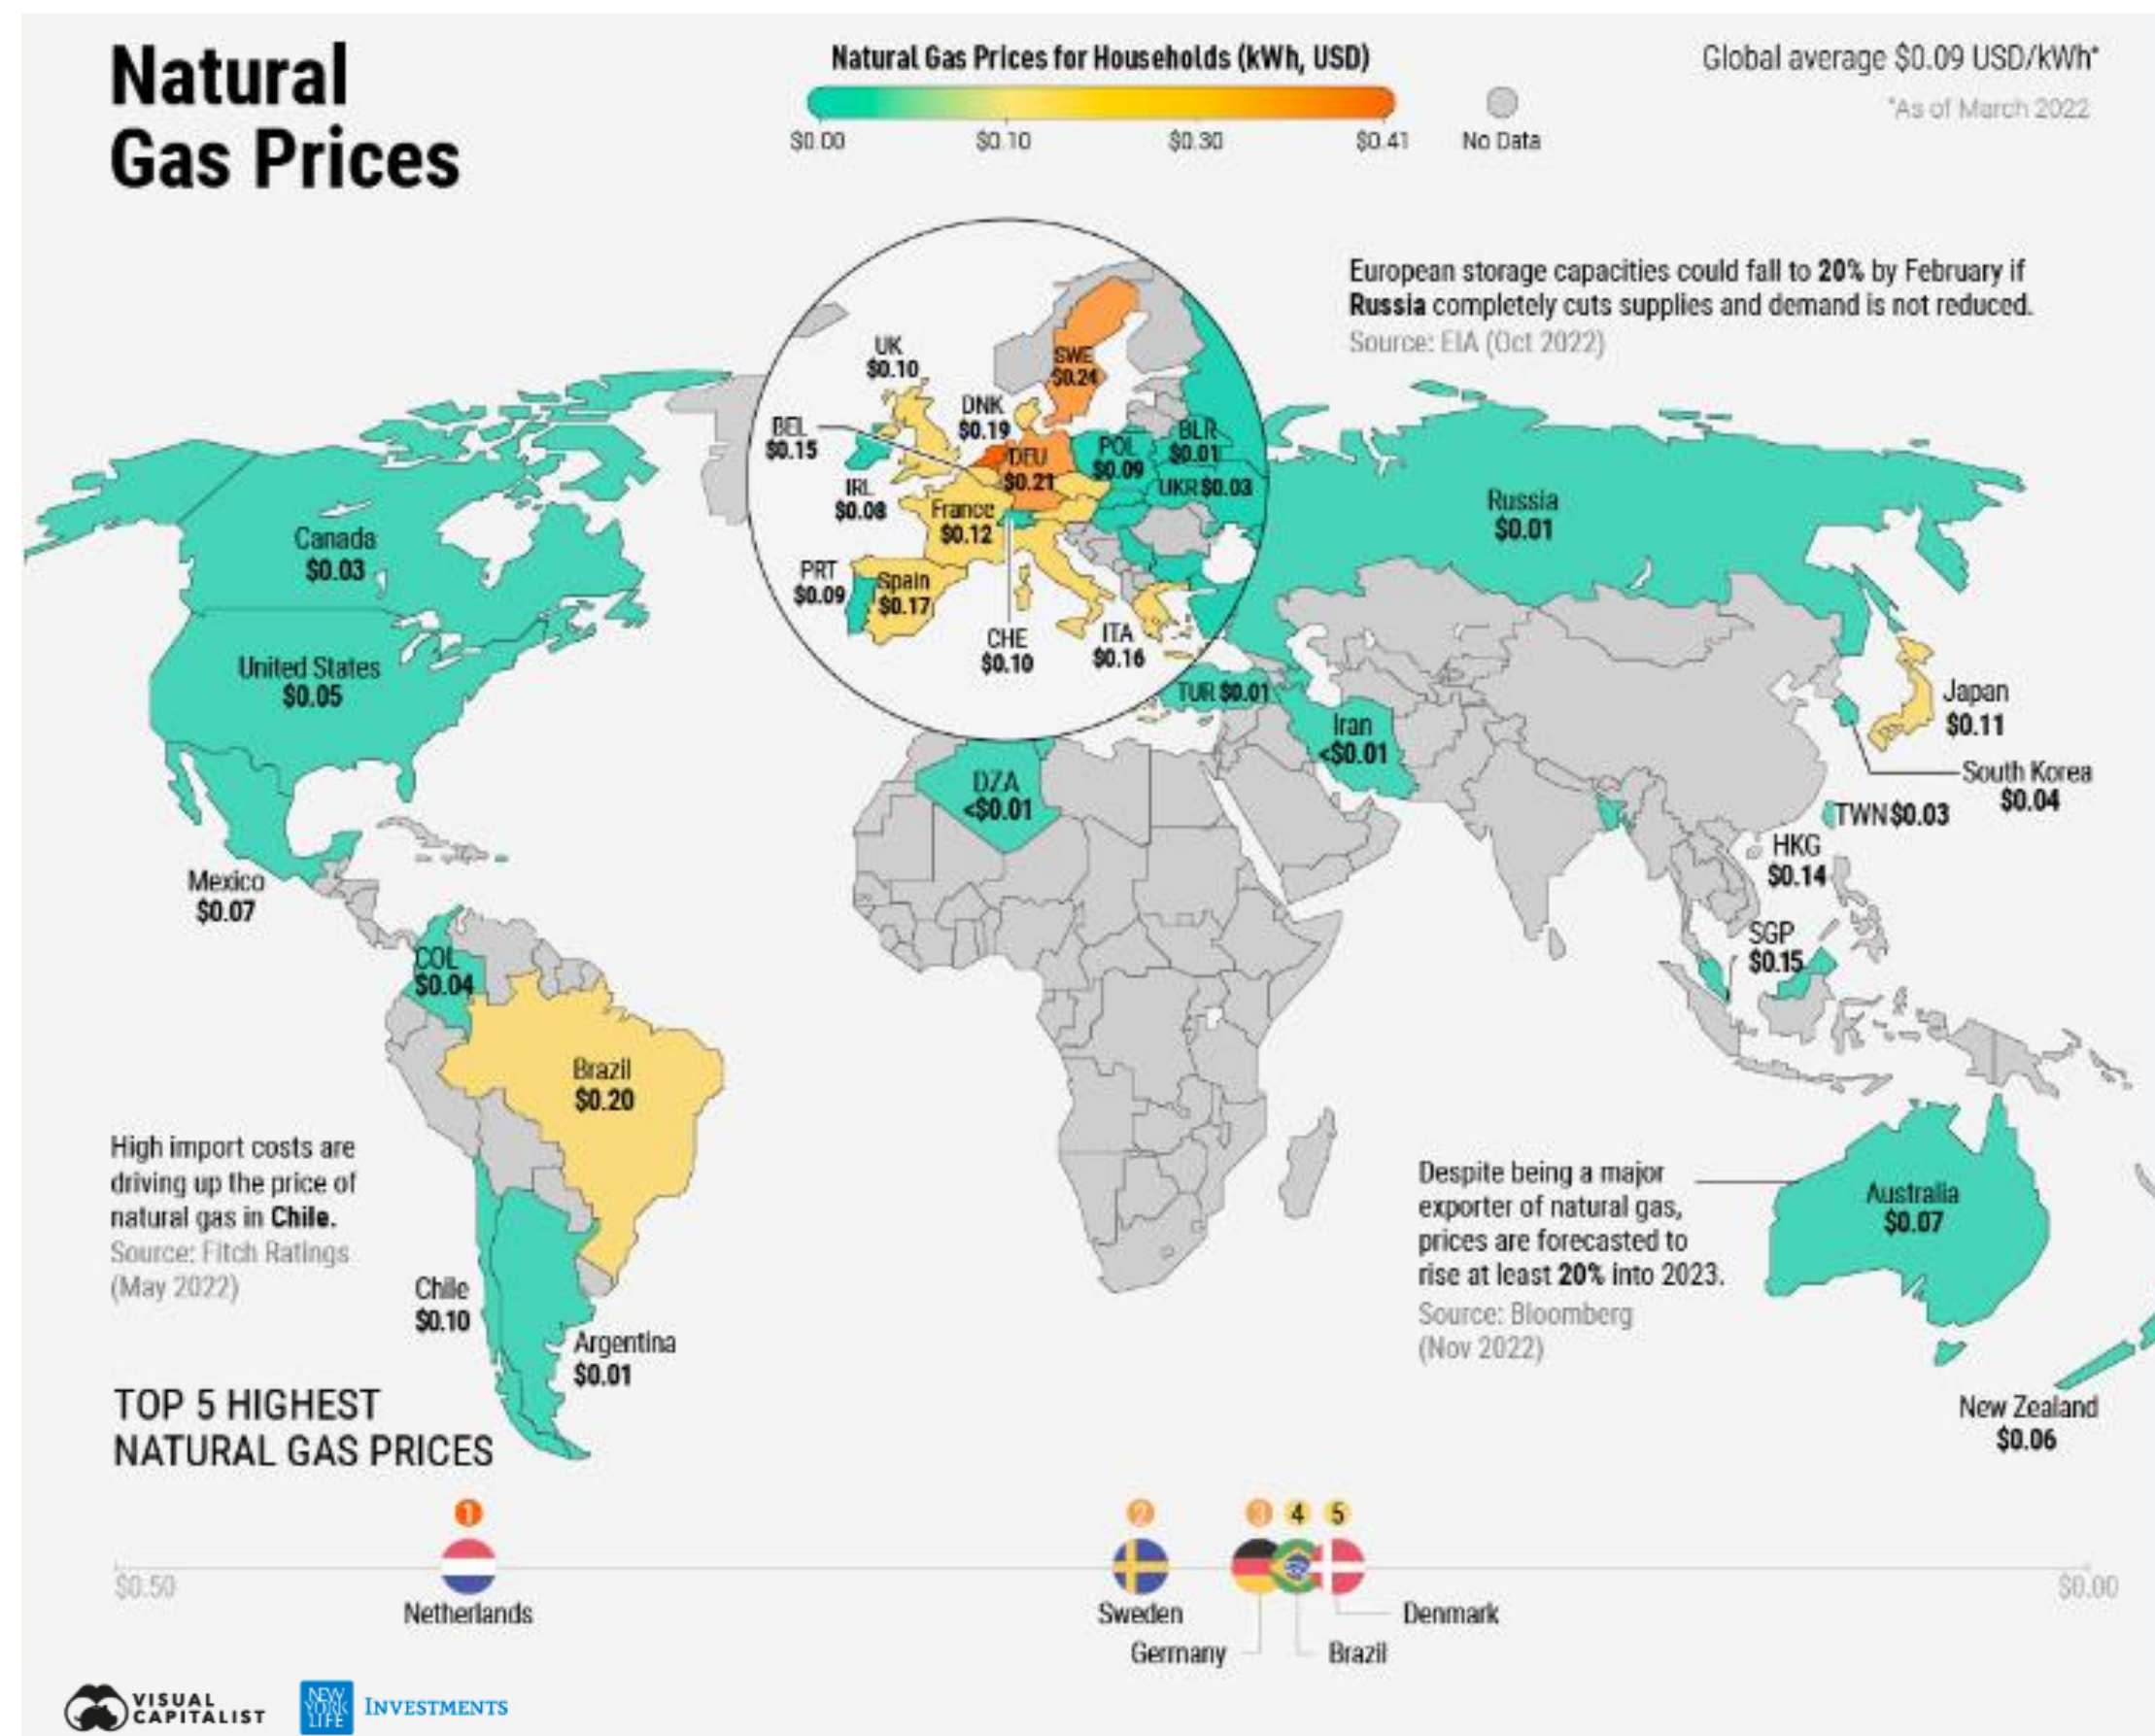 Natural
Gas Prices
Natural Gas Prices for Households (kWh, USD)
$0.00
$0.10
$0.30
$0.41
No Data
Global average $0.09 USD/kWh*
*As of March 2022
European storage capacities could fall to 20% by February if
Russia completely cuts supplies and demand is not reduced.
Source: EIA (Oct 2022)
UK
$0.10
SWE
$0.24
DNK
$0.19
BEL
$0.15
DEU
$0.21
POL
$0.09
BLR
$0.01
UKR $0.03
IRL
$0.08
France
$0.12
PRT
$0.09
Spain
$0.17
CHE
$0.10
ITA
$0.16
TUR $0.01
Canada
$0.03
United States
$0.05
Mexico
$0.07
Russia
$0.01
Iran
<$0.01
DZA
<$0.01
Japan
$0.11
South Korea
$0.04
TWN $0.03
HKG
$0.14
SGP
$0.15
COL
$0.04
Brazil
$0.20
High import costs are
driving up the price of
natural gas in Chile.
Source: Fitch Ratings
(May 2022)
Chile
$0.10
Argentina
$0.01
Despite being a major
exporter of natural gas,
prices are forecasted to
rise at least 20% into 2023.
Source: Bloomberg
(Nov 2022)
Australia
$0.07
New Zealand
$0.06
TOP 5 HIGHEST
NATURAL GAS PRICES
1
2
3
4
5
$0.50
$0.00
Netherlands
Sweden
Denmark
Germany
Brazil
VISUAL
CAPITALIST
NEW
YORK
LIFE
INVESTMENTS